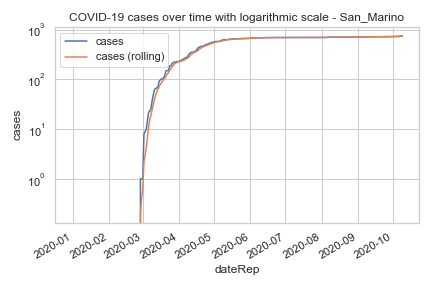 COVID-19 cases over time with logarithmic scale - San_Marino
cases
cases (rolling)
10³
10²
10¹
10⁰
cases
2020-01
2020-02
2020-03
2020-04
2020-05
2020-06
2020-07
2020-08
2020-09
2020-10
dateRep